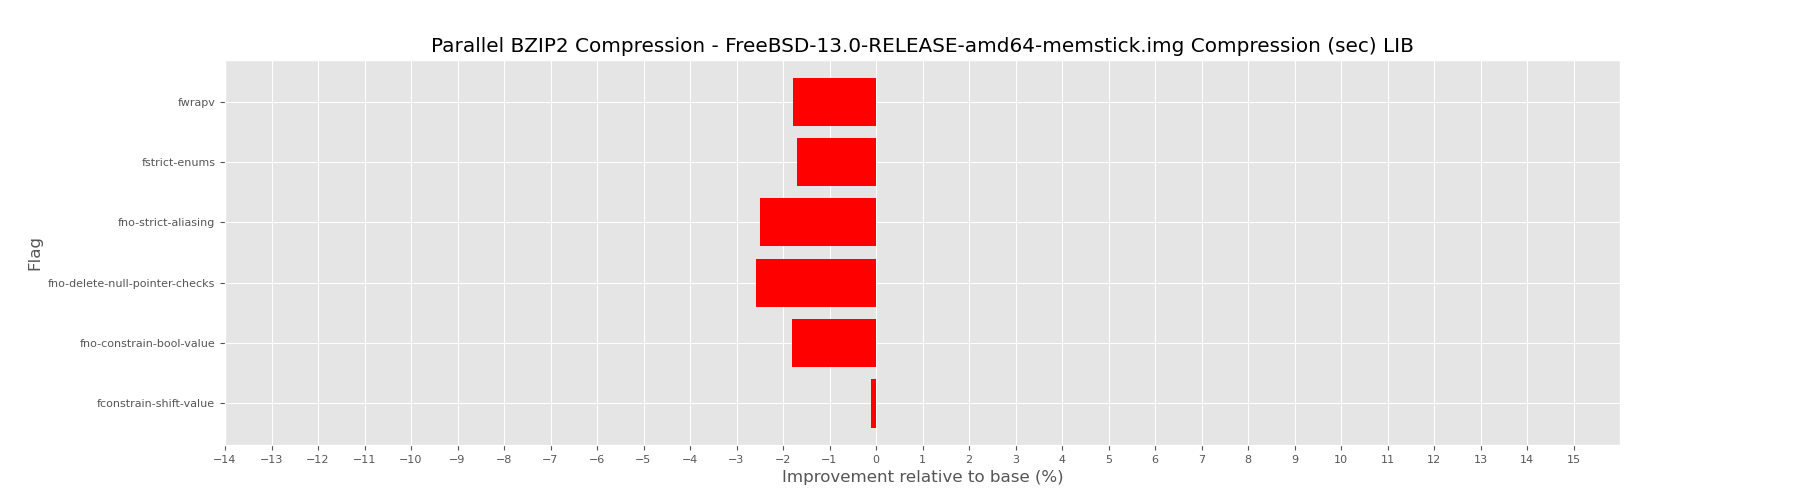 Parallel BZIP2 Compression - FreeBSD-13.0-RELEASE-amd64-memstick.img Compression (sec) LIB
fwrapv
fstrict-enums
fno-strict-aliasing
Flag
fno-delete-null-pointer-checks
fno-constrain-bool-value
fconstrain-shift-value
−14 −13 −12 −11 −10 −9 −8 −7 −6 −5 −4 −3 −2 −1 0 1 2 3 4 5 6 7 8 9 10 11 12 13 14 15
Improvement relative to base (%)